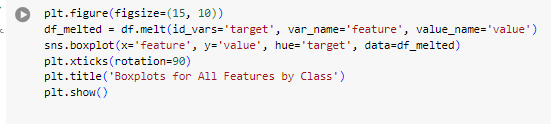 plt.figure(figsize=(15, 10))
df_melted = df.melt(id_vars='target', var_name='feature', value_name='value')
sns.boxplot(x='feature', y='value', hue='target', data=df_melted)
plt.xticks(rotation=90)
plt.title('Boxplots for All Features by Class')
plt.show()